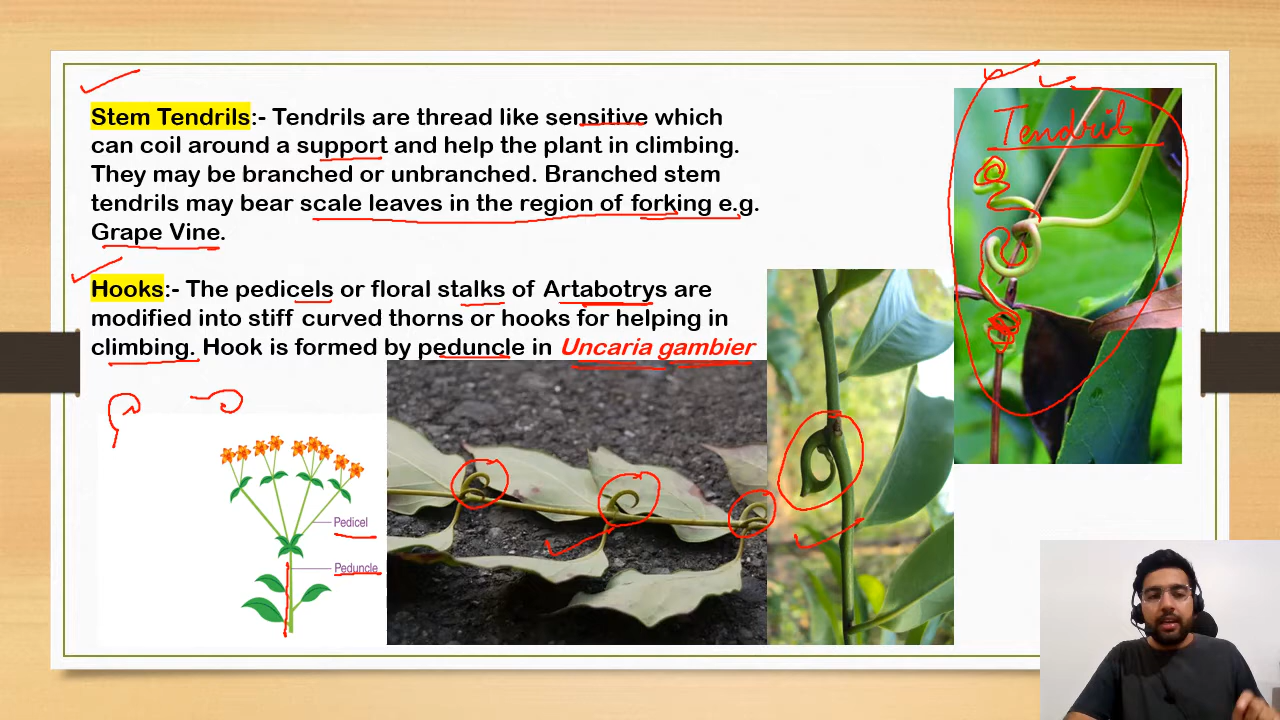 Stem Tendrils:- Tendrils are thread like sensitive which
can coil around a support and help the plant in climbing.
They may be branched or unbranched. Branched stem
tendrils may bear scale leaves in the region of forking e.g.
Grape Vine.
Hooks:- The pedicels or floral stalks of Artabotrys are
modified into stiff curved thorns or hooks for helping in
climbing. Hook is formed by peduncle in Uncaria gambier
Tendrils
Pedicel
Peduncle